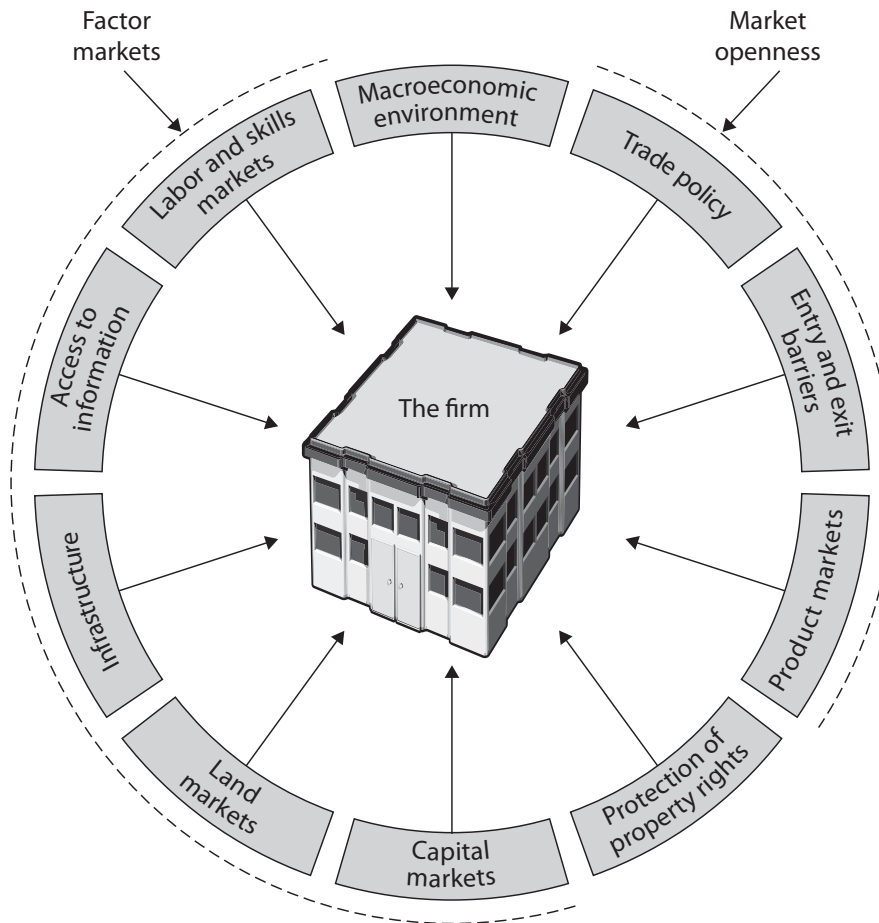 Factor
markets
Market
openness
Macroeconomic
environment
Trade policy
Entry and exit
barriers
Product markets
Protection of
property rights
Capital
markets
Land
markets
Infrastructure
Access to
information
Labor and skills
markets
The firm